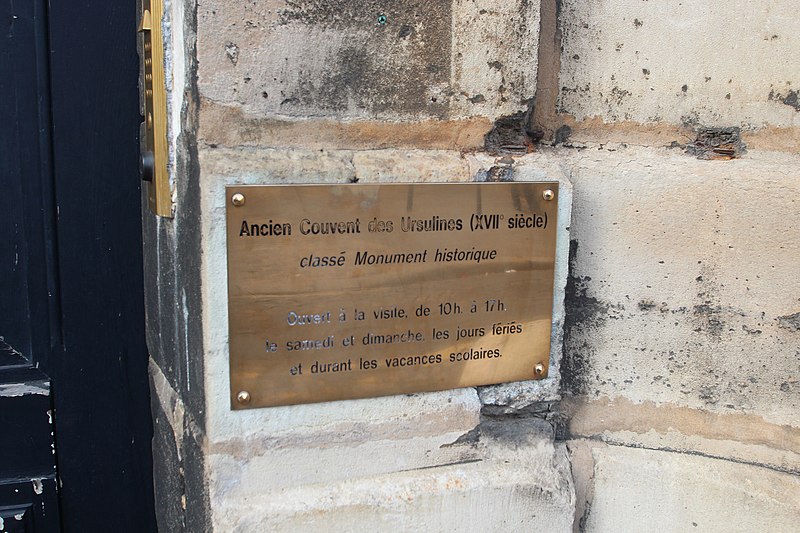 Ancien Couvent des Ursulines (XVII° siècle)
classé Monument historique
Ouvert à la visite, de 10h. à 17h,
le samedi et dimanche, les jours fériés
et durant les vacances scolaires.